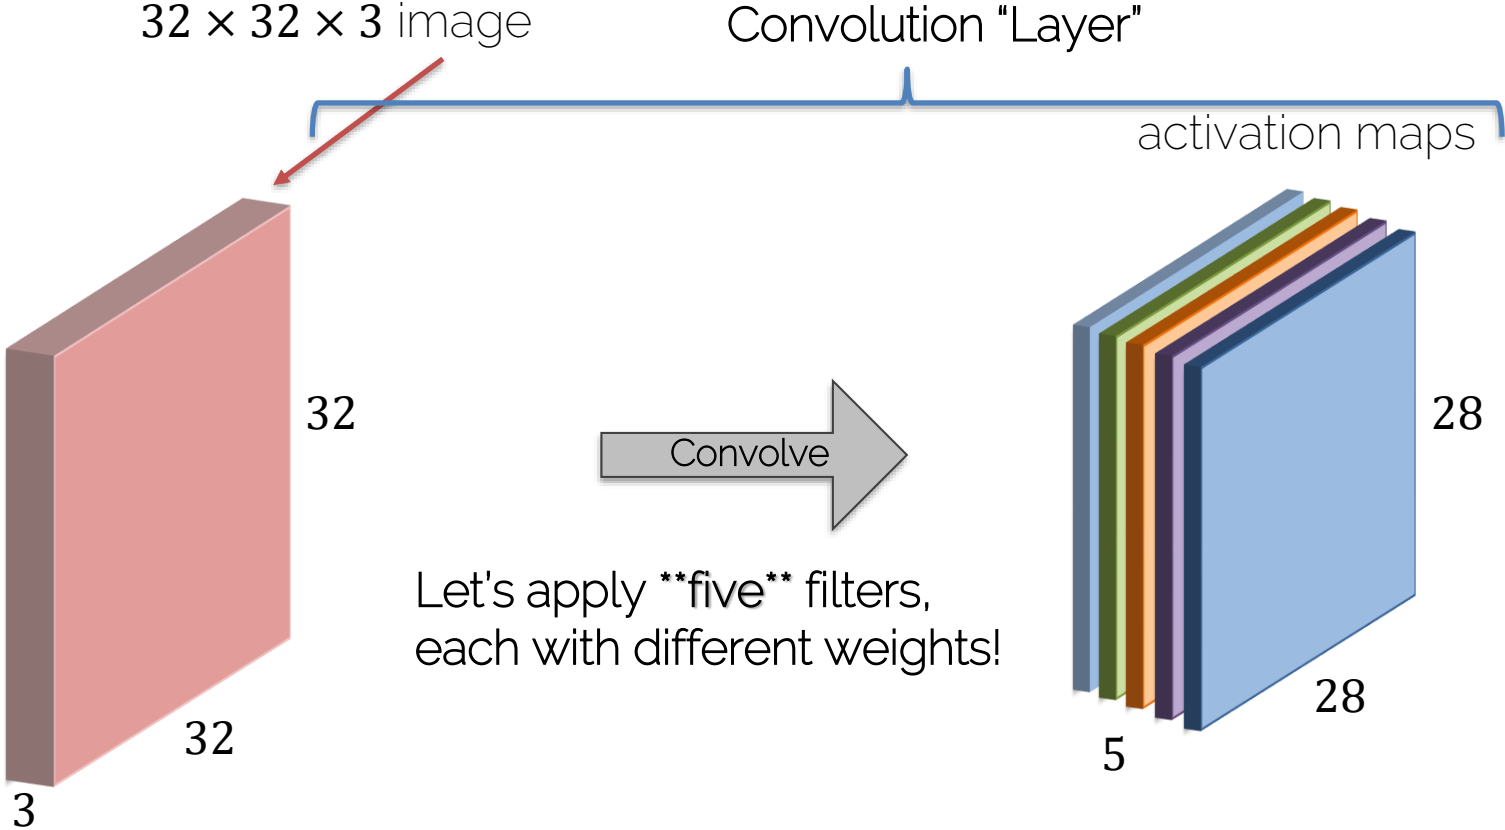 32 × 32 × 3 image
Convolution “Layer”
activation maps
32
28
Convolve
Let’s apply **five** filters,
each with different weights!
28
32
5
3